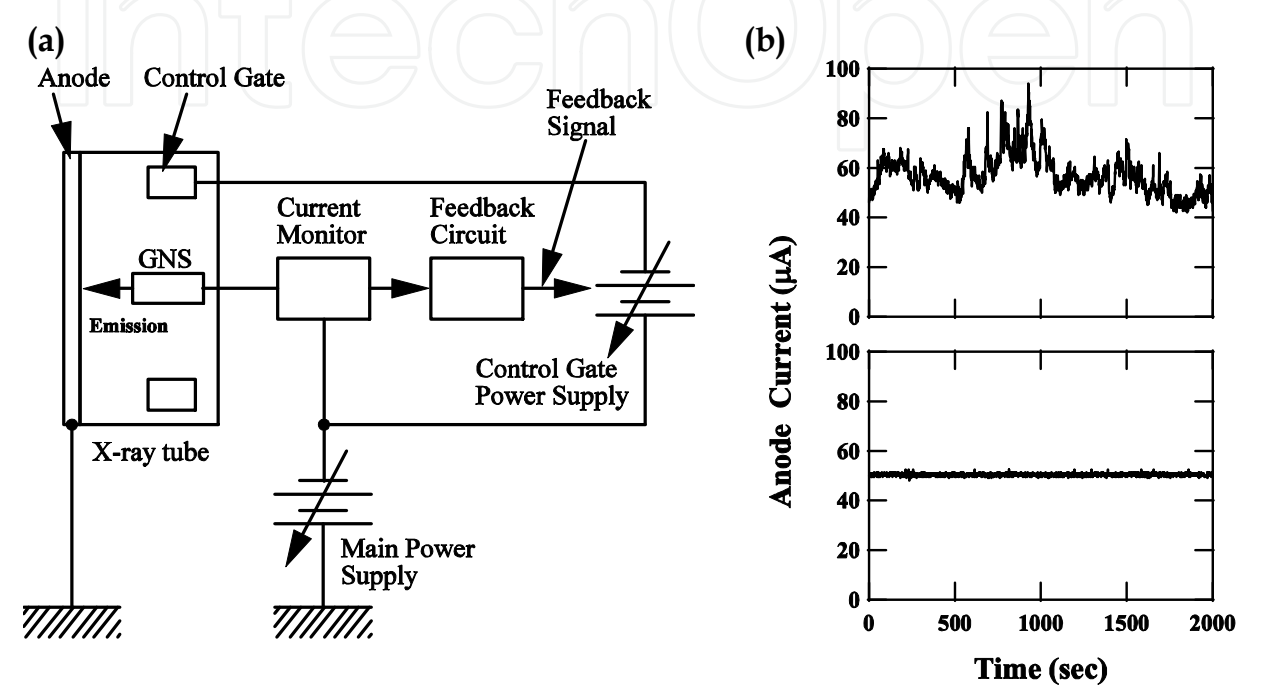 IntechOpen
(a)
Anode
Control Gate
Feedback
Signal
Current
Monitor
Feedback
Circuit
GNS
Emission
Control Gate
Power Supply
X-ray tube
Main Power
Supply
(b)
Anode Current (μA)
100
80
60
40
20
0
100
80
60
40
20
0
0 500 1000 1500 2000
Time (sec)